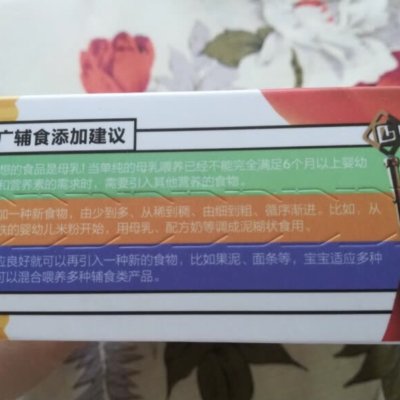 广辅食添加建议
想的食品是母乳!当单纯的母乳喂养已经不能完全满足6个月以上婴幼
和营养素的需求时，需要引入其他营养的食物。
加一种新食物，由少到多、从稀到稠、由细到粗、循序渐进。比如，从
铁的婴幼儿米粉开始，用母乳、配方奶等调成泥糊状食用。
应良好就可以再引入一种新的食物，比如果泥、面条等，宝宝适应多种
可以混合喂养多种辅食类产品。